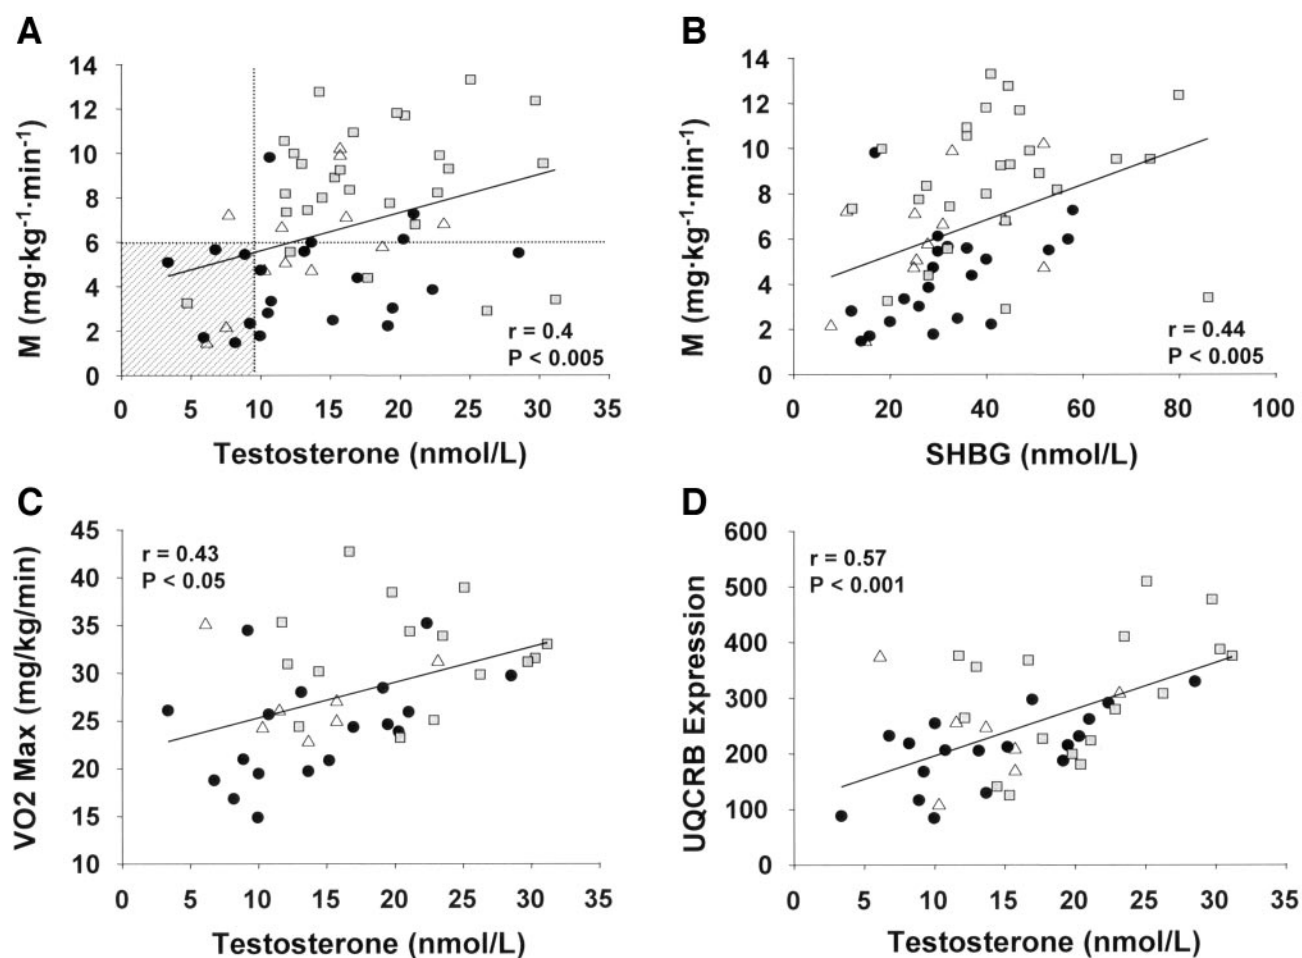 A
M (mg·kg⁻¹·min⁻¹)
14
12
10
8
6
4
2
0
r = 0.4
P < 0.005
0 5 10 15 20 25 30 35
Testosterone (nmol/L)
B
M (mg·kg⁻¹·min⁻¹)
14
12
10
8
6
4
2
0
r = 0.44
P < 0.005
0 20 40 60 80 100
SHBG (nmol/L)
C
VO2 Max (mg/kg/min)
45
40
35
30
25
20
15
10
r = 0.43
P < 0.05
0 5 10 15 20 25 30 35
Testosterone (nmol/L)
D
UQCRB Expression
600
500
400
300
200
100
0
r = 0.57
P < 0.001
0 5 10 15 20 25 30 35
Testosterone (nmol/L)